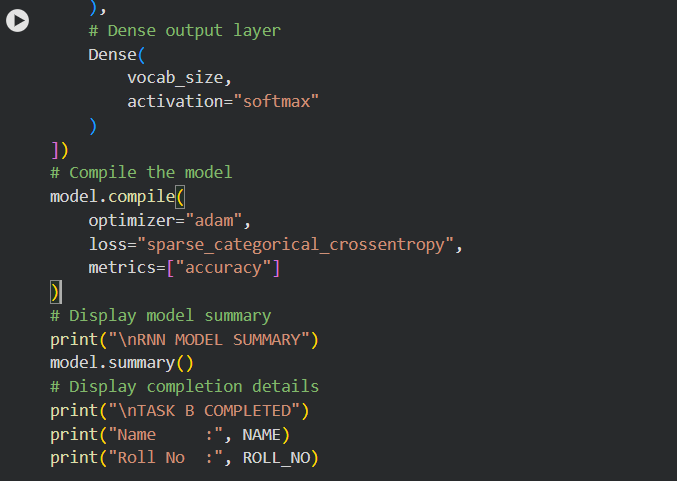 ),
    # Dense output layer
    Dense(
        vocab_size,
        activation="softmax"
    )
])
# Compile the model
model.compile(
    optimizer="adam",
    loss="sparse_categorical_crossentropy",
    metrics=["accuracy"]
)
# Display model summary
print("\nRNN MODEL SUMMARY")
model.summary()
# Display completion details
print("\nTASK B COMPLETED")
print("Name     :", NAME)
print("Roll No  :", ROLL_NO)